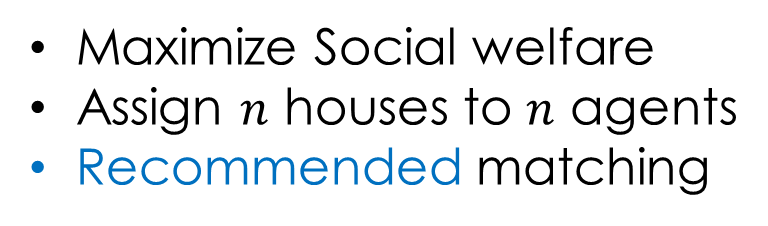 • Maximize Social welfare
• Assign n houses to n agents
• Recommended matching